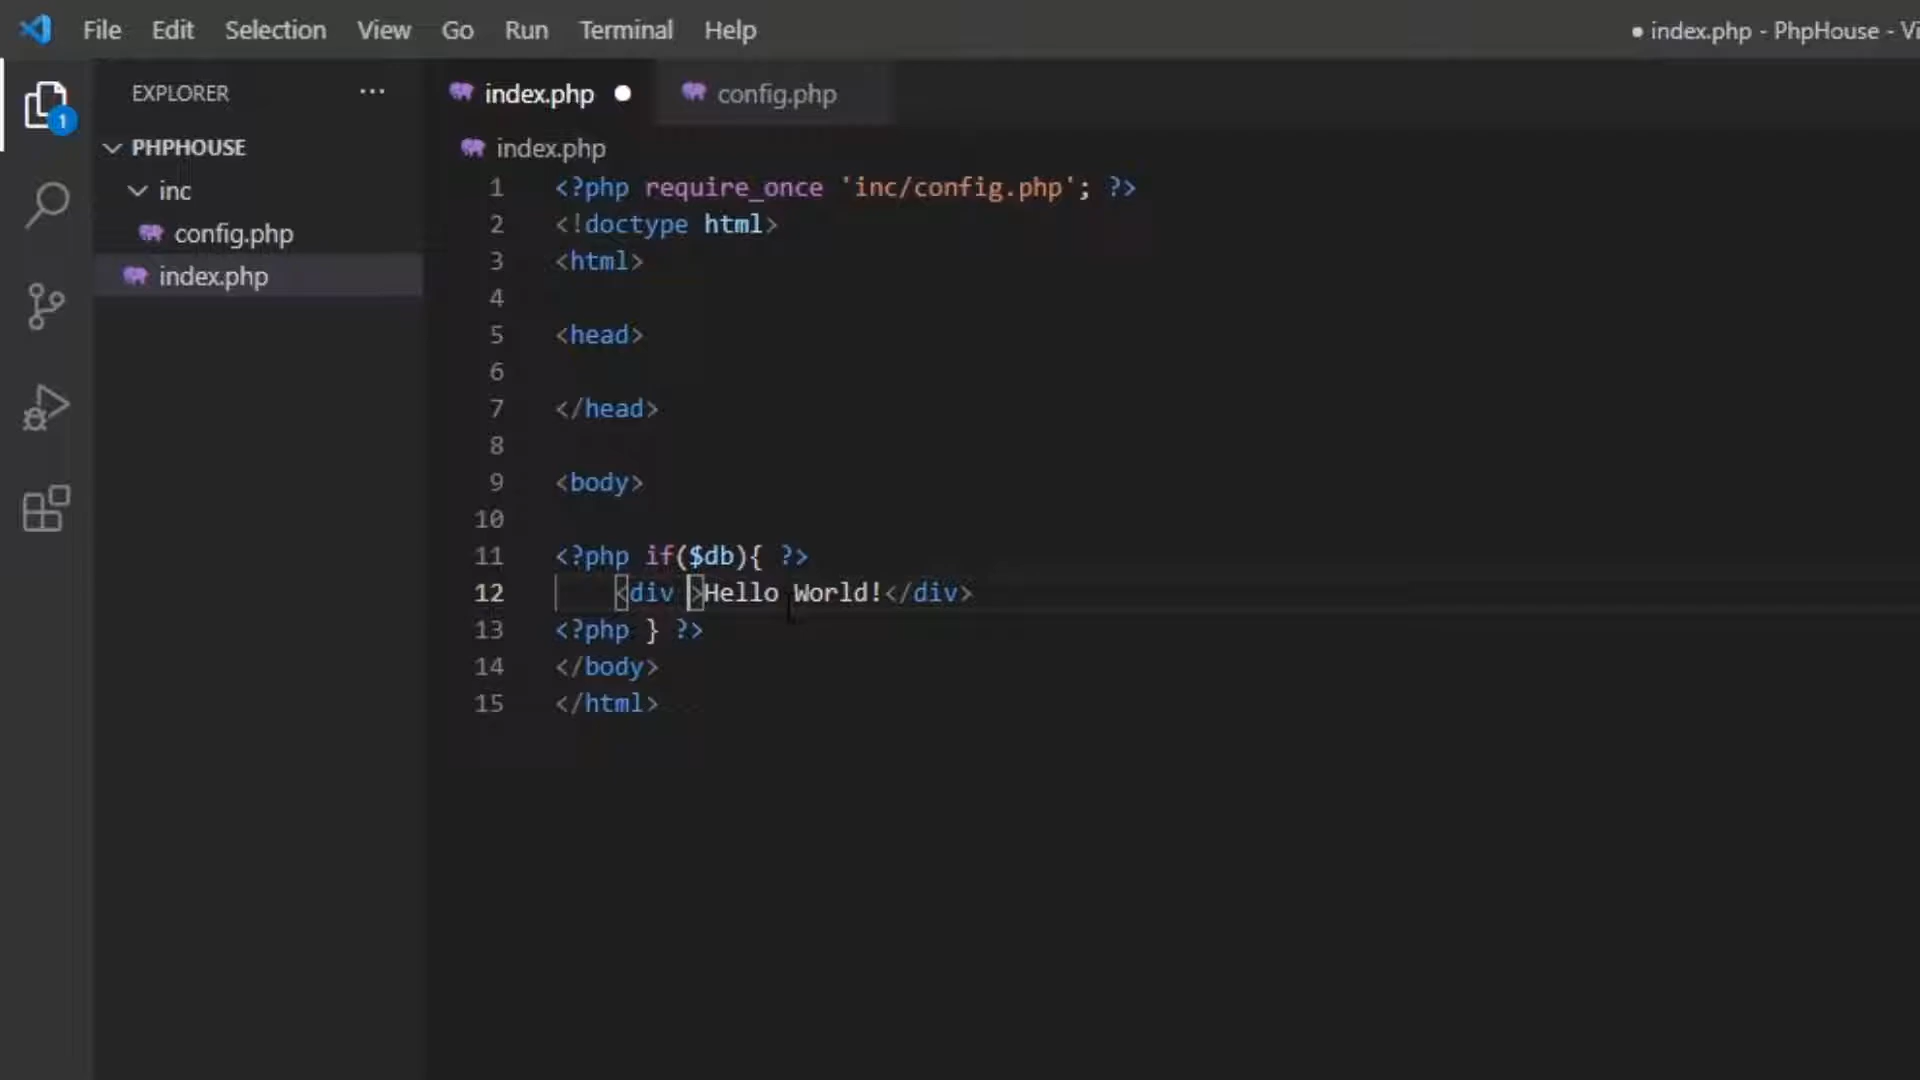 File Edit Selection View Go Run Terminal Help
● index.php - PhpHouse - Vi
EXPLORER ···
1
PHPHOUSE
inc
config.php
index.php
index.php ● config.php
index.php
1 <?php require_once 'inc/config.php'; ?>
2 <!doctype html>
3 <html>
4
5 <head>
6
7 </head>
8
9 <body>
10
11 <?php if($db){ ?>
12 <div >Hello World!</div>
13 <?php } ?>
14 </body>
15 </html>